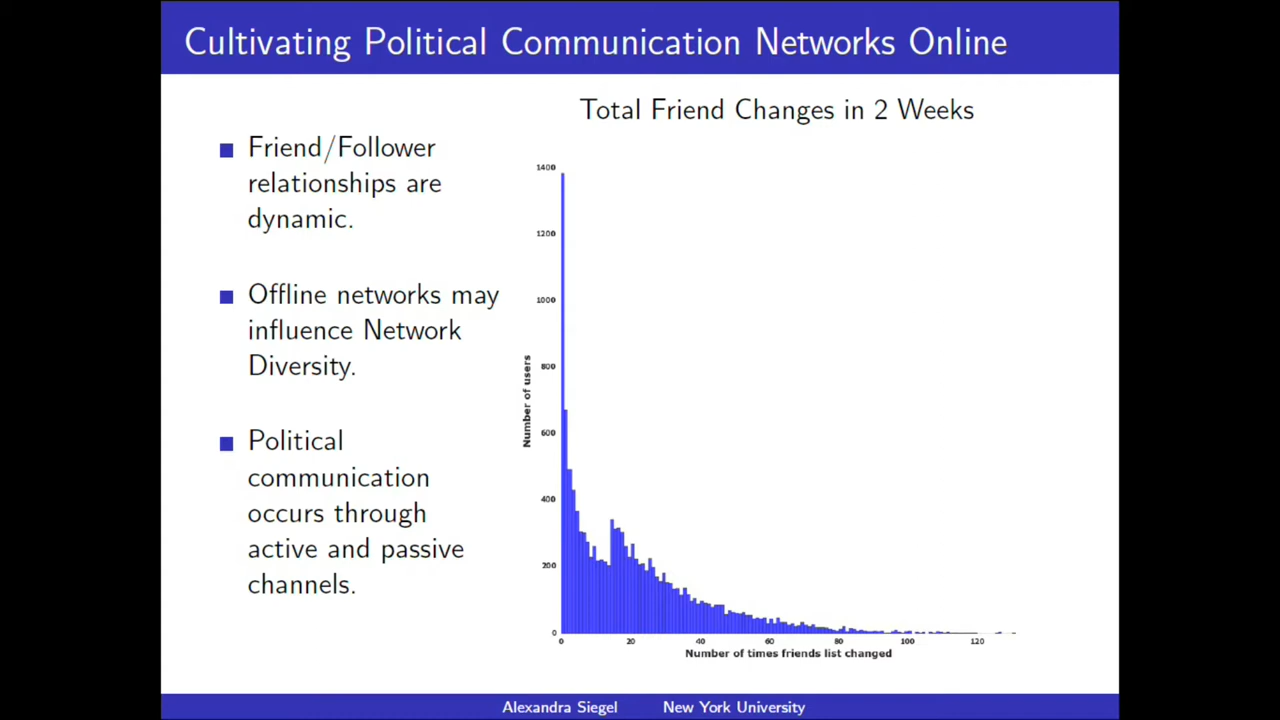 Cultivating Political Communication Networks Online
Friend/Follower
relationships are
dynamic.
Offline networks may
influence Network
Diversity.
Political
communication
occurs through
active and passive
channels.
Total Friend Changes in 2 Weeks
1400
1200
1000
800
600
400
200
0
Number of users
0 20 40 60 80 100 120
Number of times friends list changed
Alexandra Siegel New York University